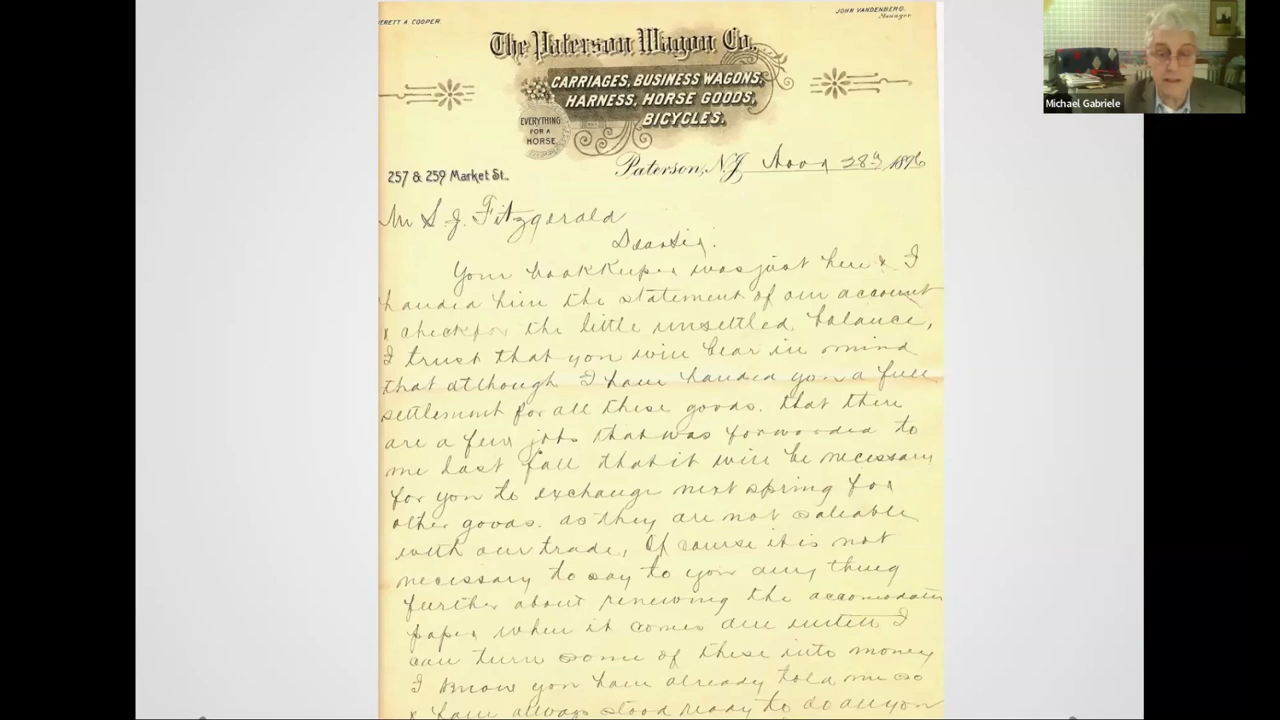 ERETT A. COOPER.
JOHN VANDENBERG.
Manager.
The Paterson Wagon Co.,
CARRIAGES, BUSINESS WAGONS,
HARNESS, HORSE GOODS,
BICYCLES.
EVERYTHING
FOR A
HORSE.
Michael Gabriele
257 & 259 Market St.,
Paterson, N.J. 28th 1896
Mr S. J. Fitzgerald
Dear Sir:
Your bookkeeper was just here & I
handed him the statement of our account
& check for the little unsettled balance,
I trust that you will bear in mind
that although I have handed you a full
settlement for all these goods. that there
are a few jobs that was forwarded to
me last fall that it will be necessary
for you to exchange next spring for
other goods. as they are not saleable
with our trade, Of course it is not
necessary to say to you any thing
further about renewing the accomodation
paper when it comes due until I
can turn some of these into money
I know you have already told me so
& have always stood ready to do